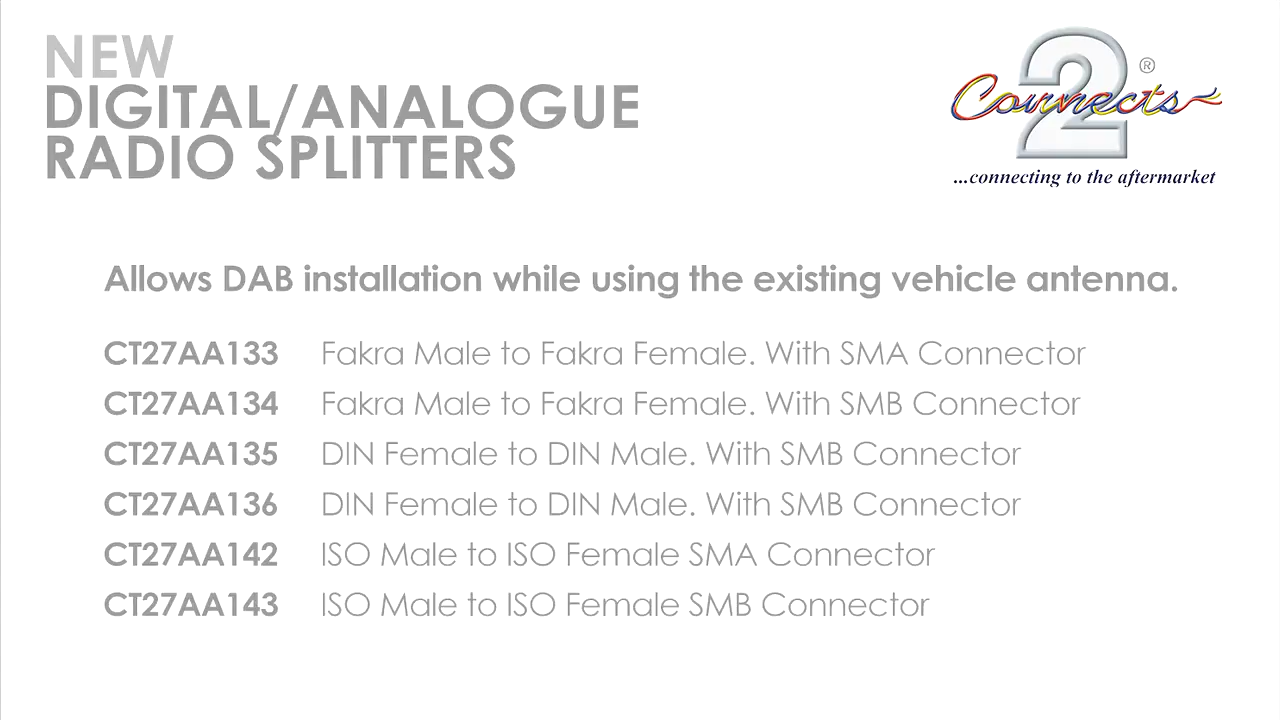 NEW
DIGITAL/ANALOGUE
RADIO SPLITTERS
Connects 2 ®
...connecting to the aftermarket
Allows DAB installation while using the existing vehicle antenna.
CT27AA133 Fakra Male to Fakra Female. With SMA Connector
CT27AA134 Fakra Male to Fakra Female. With SMB Connector
CT27AA135 DIN Female to DIN Male. With SMB Connector
CT27AA136 DIN Female to DIN Male. With SMB Connector
CT27AA142 ISO Male to ISO Female SMA Connector
CT27AA143 ISO Male to ISO Female SMB Connector